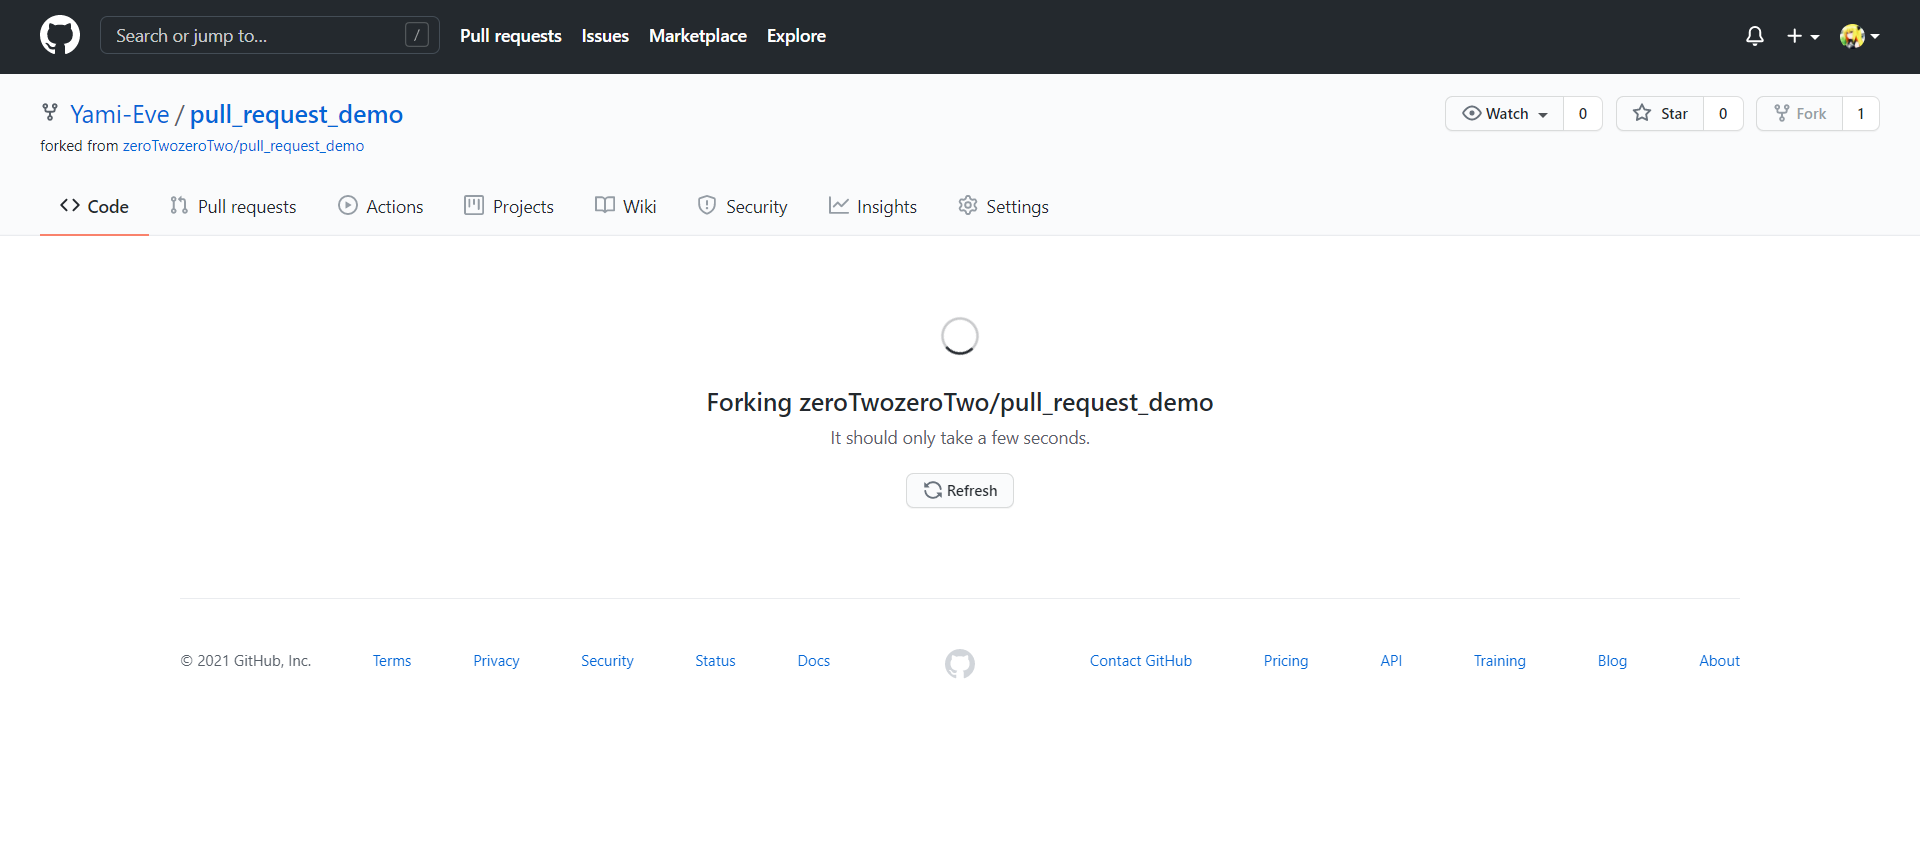 Search or jump to... /
Pull requests Issues Marketplace Explore
Yami-Eve / pull_request_demo
forked from zeroTwozeroTwo/pull_request_demo
Watch 0 Star 0 Fork 1
Code Pull requests Actions Projects Wiki Security Insights Settings
Forking zeroTwozeroTwo/pull_request_demo
It should only take a few seconds.
Refresh
© 2021 GitHub, Inc. Terms Privacy Security Status Docs Contact GitHub Pricing API Training Blog About